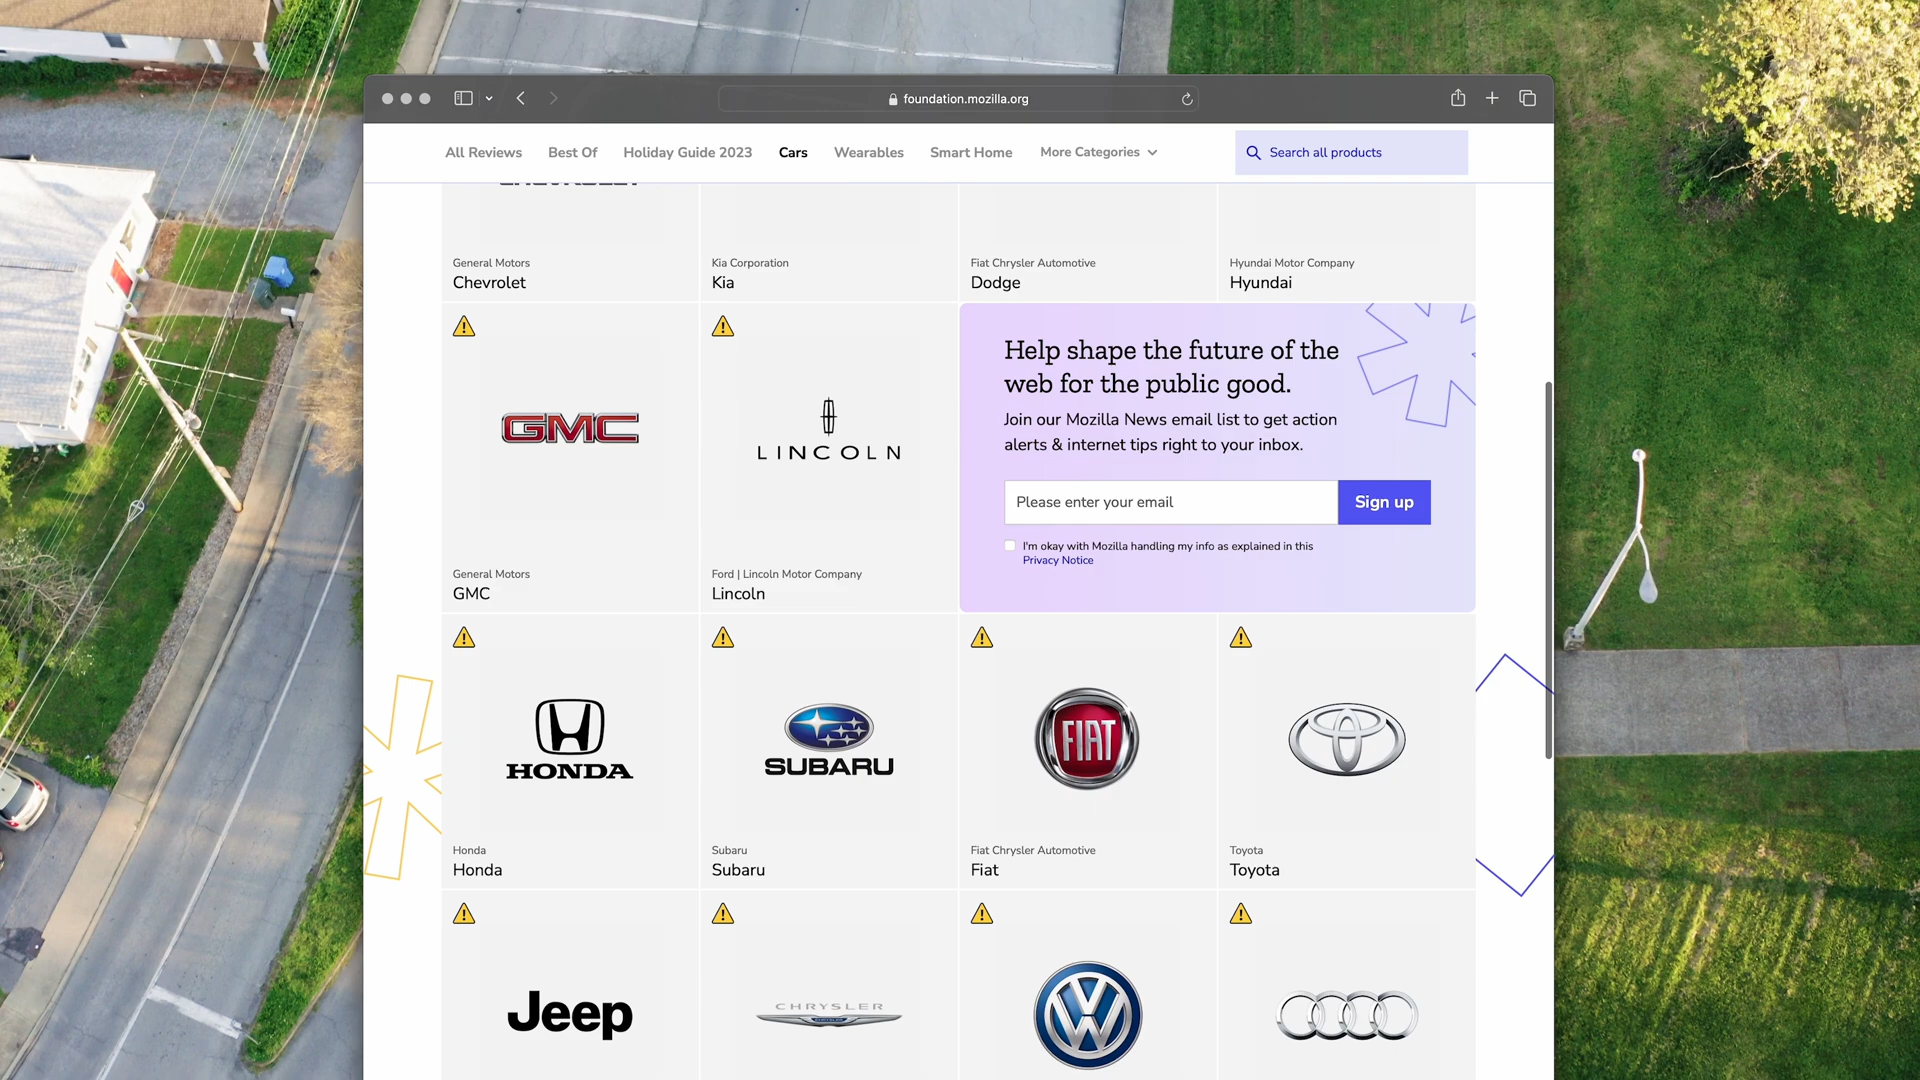 foundation.mozilla.org
All Reviews
Best Of
Holiday Guide 2023
Cars
Wearables
Smart Home
More Categories
Search all products
General Motors
Chevrolet
Kia Corporation
Kia
Fiat Chrysler Automotive
Dodge
Hyundai Motor Company
Hyundai
GMC
General Motors
GMC
LINCOLN
Ford | Lincoln Motor Company
Lincoln
Help shape the future of the
web for the public good.
Join our Mozilla News email list to get action
alerts & internet tips right to your inbox.
Please enter your email
Sign up
I'm okay with Mozilla handling my info as explained in this
Privacy Notice
HONDA
Honda
Honda
SUBARU
Subaru
Subaru
FIAT
Fiat Chrysler Automotive
Fiat
Toyota
Toyota
Jeep
CHRYSLER